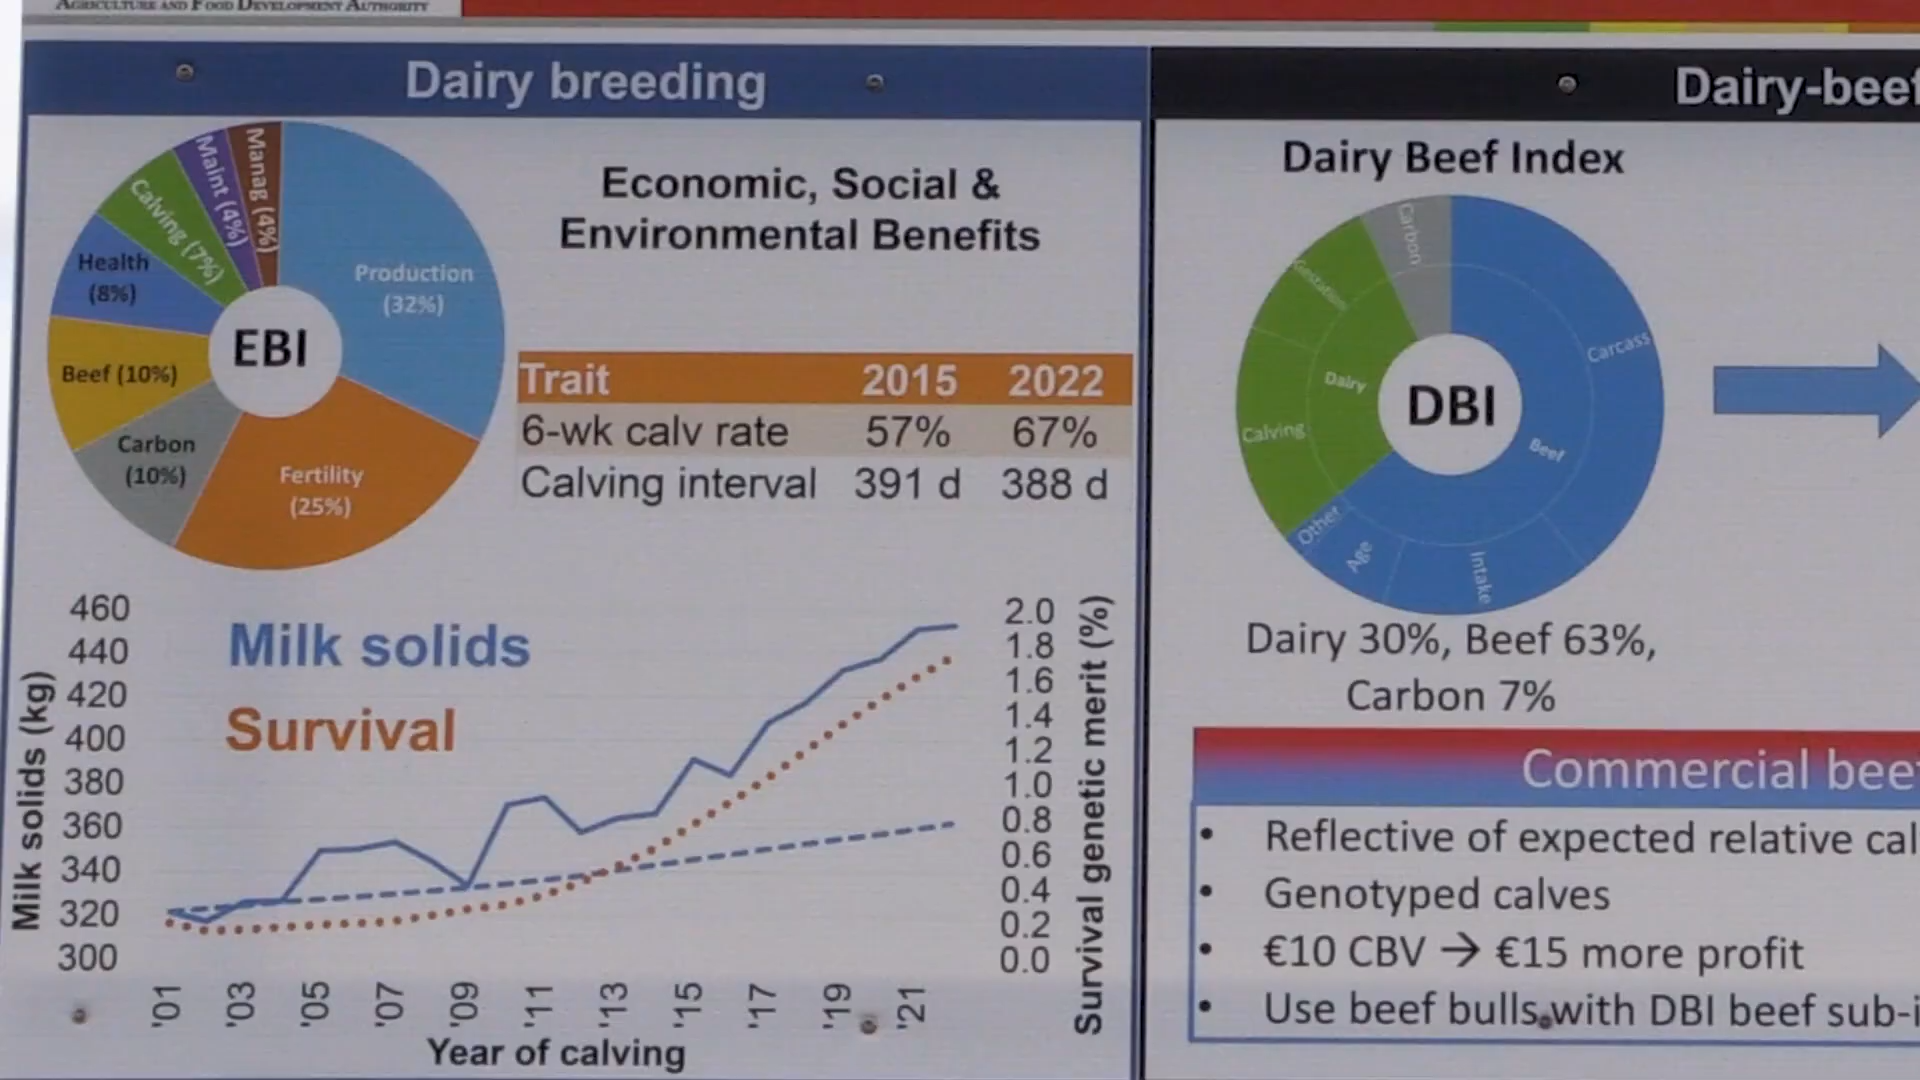 AGRICULTURE AND FOOD DEVELOPMENT AUTHORITY
Dairy breeding
Manag (4%)
Maint (4%)
Calving (7%)
Health
(8%)
Beef (10%)
Carbon
(10%)
Fertility
(25%)
Production
(32%)
EBI
Economic, Social &
Environmental Benefits
Trait 2015 2022
6-wk calv rate 57% 67%
Calving interval 391 d 388 d
Milk solids
Survival
Milk solids (kg)
460
440
420
400
380
360
340
320
300
2.0
1.8
1.6
1.4
1.2
1.0
0.8
0.6
0.4
0.2
0.0
Survival genetic merit (%)
'01 '03 '05 '07 '09 '11 '13 '15 '17 '19 '21
Year of calving
Dairy-beef
Dairy Beef Index
Carbon
Gestation
Dairy
Calving
Other
Age
Intake
Beef
Carcass
DBI
Dairy 30%, Beef 63%,
Carbon 7%
Commercial bee
• Reflective of expected relative cal
• Genotyped calves
• €10 CBV → €15 more profit
• Use beef bulls with DBI beef sub-i